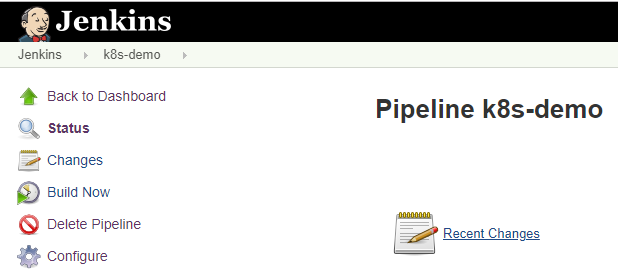 Jenkins
Jenkins k8s-demo
Back to Dashboard
Status
Changes
Build Now
Delete Pipeline
Configure
Pipeline k8s-demo
Recent Changes